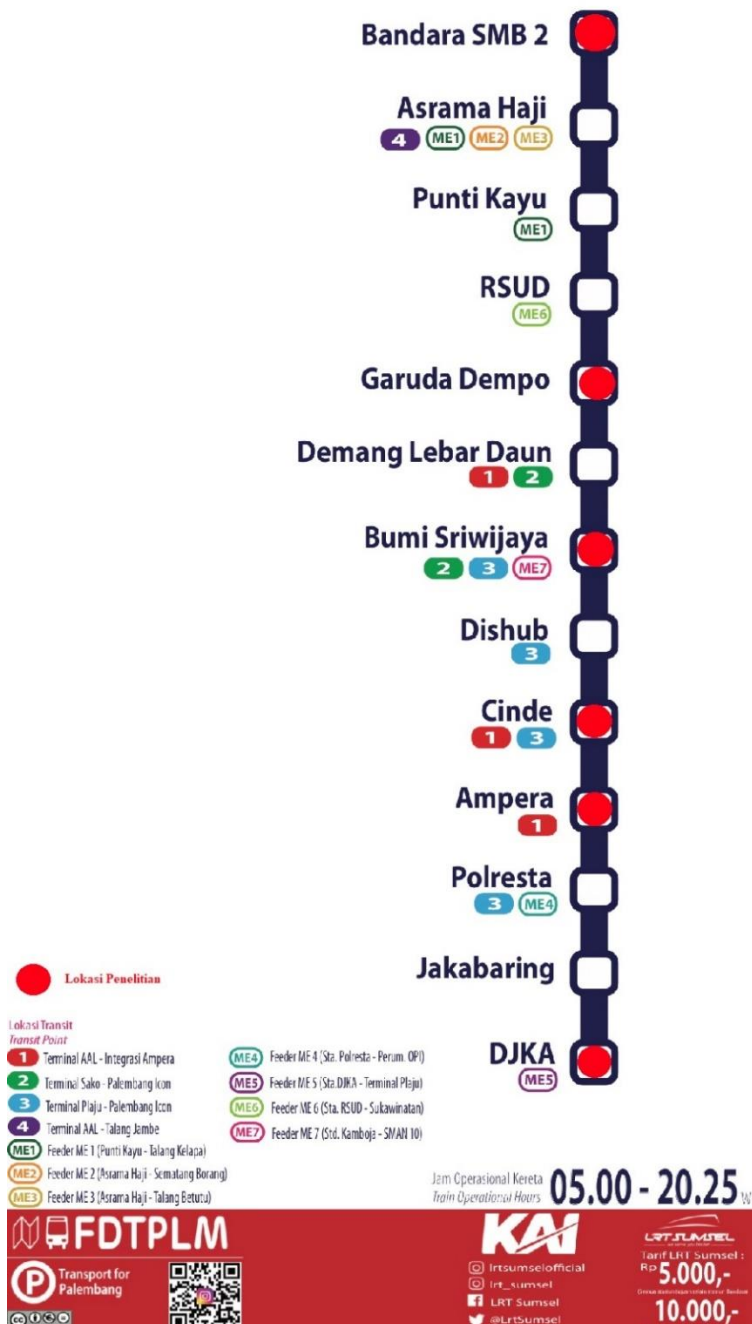 Bandara SMB 2
Asrama Haji
4 ME1 ME2 ME3
Punti Kayu
ME1
RSUD
ME6
Garuda Dempo
Demang Lebar Daun
1 2
Bumi Sriwijaya
2 3 ME7
Dishub
3
Cinde
1 3
Ampera
1
Polresta
3 ME4
Jakabaring
DJKA
ME5
Lokasi Penelitian
Lokasi Transit
Transit Point
1 Terminal AAL - Integrasi Ampera
2 Terminal Sako - Palembang Icon
3 Terminal Plaju - Palembang Icon
4 Terminal AAL - Talang Jambe
ME1 Feeder ME 1 (Punti Kayu - Talang Kelapa)
ME2 Feeder ME 2 (Asrama Haji - Sematang Borang)
ME3 Feeder ME 3 (Asrama Haji - Talang Betutu)
ME4 Feeder ME 4 (Sta. Polresta - Perum. OPI)
ME5 Feeder ME 5 (Sta.DJKA - Terminal Plaju)
ME6 Feeder ME 6 (Sta. RSUD - Sukawinatan)
ME7 Feeder ME 7 (Std. Kamboja - SMAN 10)
Jam Operasional Kereta
Train Operational Hours
05.00 - 20.25
FDTPLM
P Transport for
Palembang
KAI
lrtsumselofficial
lrt_sumsel
LRT Sumsel
@LrtSumsel
LRT SUMSEL
Tarif LRT Sumsel :
Rp 5.000,-
10.000,-